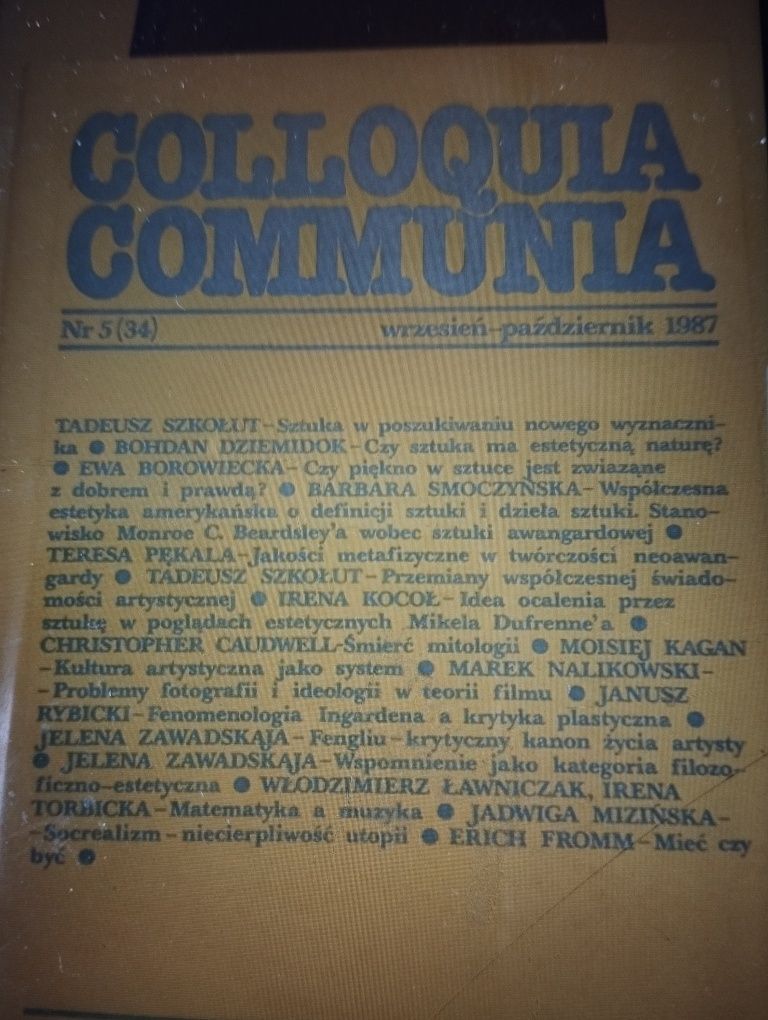 COLLOQUIA
COMMUNIA
Nr 5 (34) wrzesień–październik 1987
TADEUSZ SZKOŁUT – Sztuka w poszukiwaniu nowego wyznaczni-
ka ● BOHDAN DZIEMIDOK – Czy sztuka ma estetyczną naturę?
● EWA BOROWIECKA – Czy piękno w sztuce jest zwiaząne
z dobrem i prawdą? ● BARBARA SMOCZYŃSKA – Współczesna
estetyka amerykańska o definicji sztuki i dzieła sztuki. Stano-
wisko Monroe C. Beardsley'a wobec sztuki awangardowej ●
TERESA PĘKALA – Jakości metafizyczne w twórczości neoawan-
gardy ● TADEUSZ SZKOŁUT – Przemiany współczesnej świado-
mości artystycznej ● IRENA KOCOŁ – Idea ocalenia przez
sztukę w poglądach estetycznych Mikela Dufrenne'a ●
CHRISTOPHER CAUDWELL – Śmierć mitologii ● MOISIEJ KAGAN
– Kultura artystyczna jako system ● MAREK NALIKOWSKI –
– Problemy fotografii i ideologii w teorii filmu ● JANUSZ
RYBICKI – Fenomenologia Ingardena a krytyka plastyczna ●
JELENA ZAWADSKAJA – Fengliu – krytyczny kanon życia artysty
● JELENA ZAWADSKAJA – Wspomnienie jako kategoria filozo-
ficzno-estetyczna ● WŁODZIMIERZ ŁAWNICZAK, IRENA
TORBICKA – Matematyka a muzyka ● JADWIGA MIZIŃSKA –
– Socrealizm – niecierpliwość utopii ● ERICH FROMM – Mieć czy
być ●